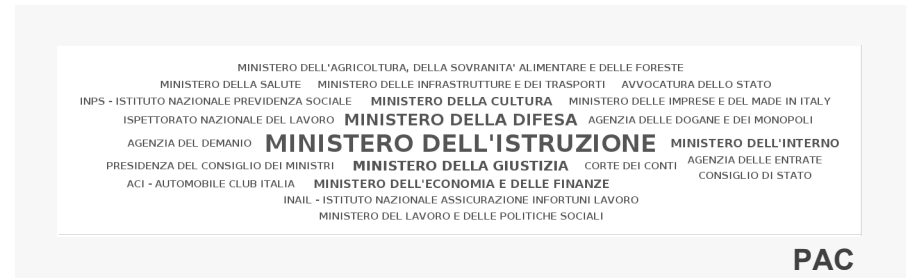 MINISTERO DELL'AGRICOLTURA, DELLA SOVRANITA' ALIMENTARE E DELLE FORESTE
MINISTERO DELLA SALUTE MINISTERO DELLE INFRASTRUTTURE E DEI TRASPORTI AVVOCATURA DELLO STATO
INPS - ISTITUTO NAZIONALE PREVIDENZA SOCIALE MINISTERO DELLA CULTURA MINISTERO DELLE IMPRESE E DEL MADE IN ITALY
ISPETTORATO NAZIONALE DEL LAVORO MINISTERO DELLA DIFESA AGENZIA DELLE DOGANE E DEI MONOPOLI
AGENZIA DEL DEMANIO MINISTERO DELL'ISTRUZIONE MINISTERO DELL'INTERNO
PRESIDENZA DEL CONSIGLIO DEI MINISTRI MINISTERO DELLA GIUSTIZIA CORTE DEI CONTI AGENZIA DELLE ENTRATE
CONSIGLIO DI STATO
ACI - AUTOMOBILE CLUB ITALIA MINISTERO DELL'ECONOMIA E DELLE FINANZE
INAIL - ISTITUTO NAZIONALE ASSICURAZIONE INFORTUNI LAVORO
MINISTERO DEL LAVORO E DELLE POLITICHE SOCIALI
PAC